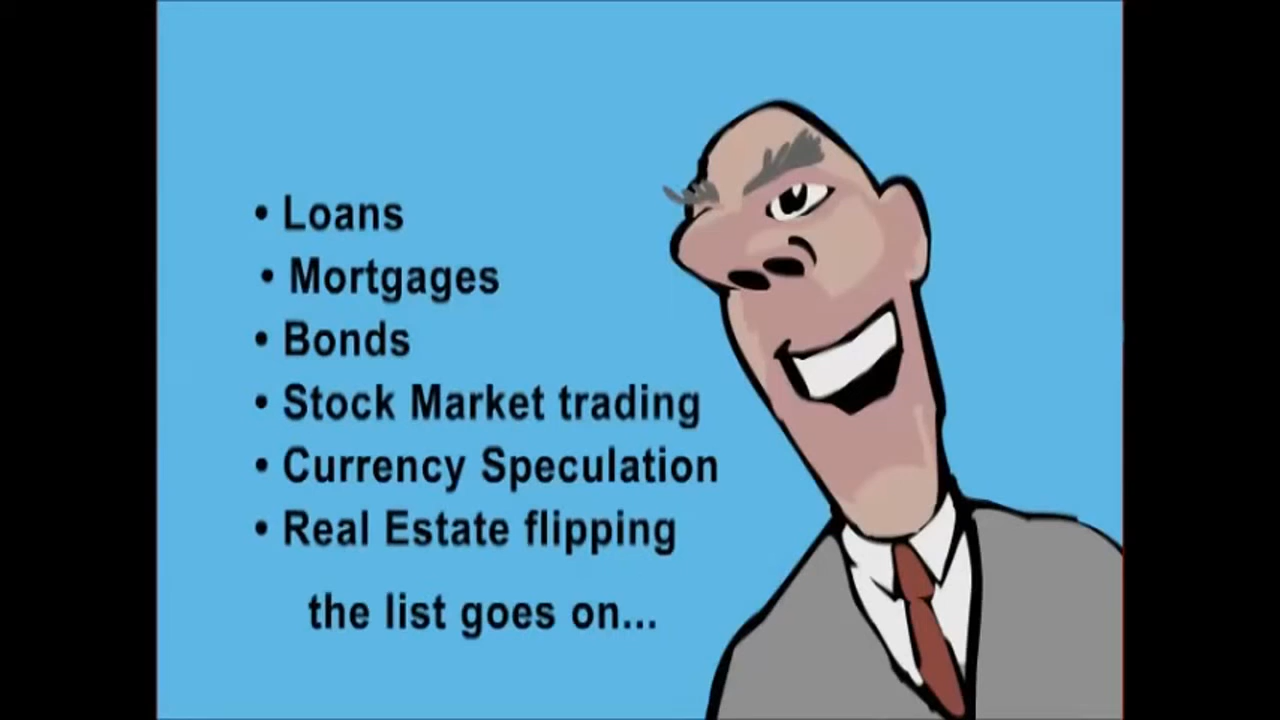 • Loans
• Mortgages
• Bonds
• Stock Market trading
• Currency Speculation
• Real Estate flipping
the list goes on...